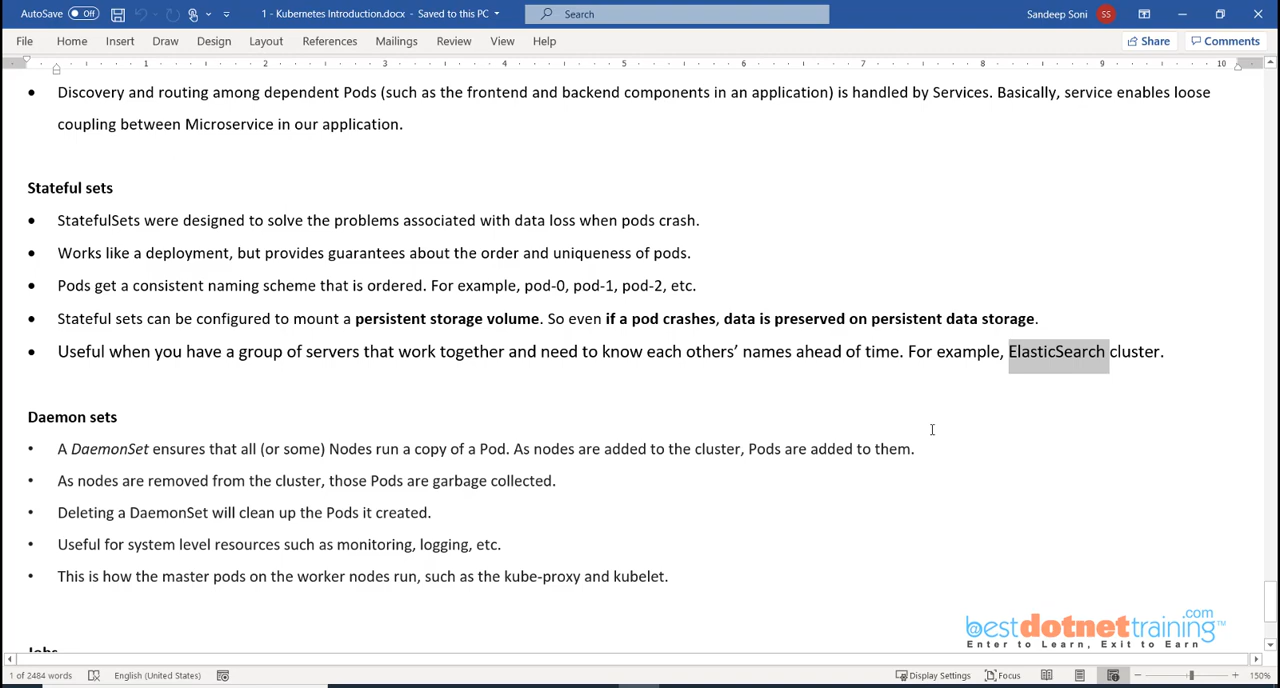 AutoSave Off 1 - Kubernetes Introduction.docx - Saved to this PC Search Sandeep Soni SS
File Home Insert Draw Design Layout References Mailings Review View Help Share Comments
1 2 3 4 5 6 7 8 9 10
• Discovery and routing among dependent Pods (such as the frontend and backend components in an application) is handled by Services. Basically, service enables loose
coupling between Microservice in our application.
Stateful sets
• StatefulSets were designed to solve the problems associated with data loss when pods crash.
• Works like a deployment, but provides guarantees about the order and uniqueness of pods.
• Pods get a consistent naming scheme that is ordered. For example, pod-0, pod-1, pod-2, etc.
• Stateful sets can be configured to mount a persistent storage volume. So even if a pod crashes, data is preserved on persistent data storage.
• Useful when you have a group of servers that work together and need to know each others’ names ahead of time. For example, ElasticSearch cluster.
Daemon sets
• A DaemonSet ensures that all (or some) Nodes run a copy of a Pod. As nodes are added to the cluster, Pods are added to them.
• As nodes are removed from the cluster, those Pods are garbage collected.
• Deleting a DaemonSet will clean up the Pods it created.
• Useful for system level resources such as monitoring, logging, etc.
• This is how the master pods on the worker nodes run, such as the kube-proxy and kubelet.
@bestdotnettraining.com™
Enter to Learn, Exit to Earn
Jobs
1 of 2484 words English (United States) Display Settings Focus 150%